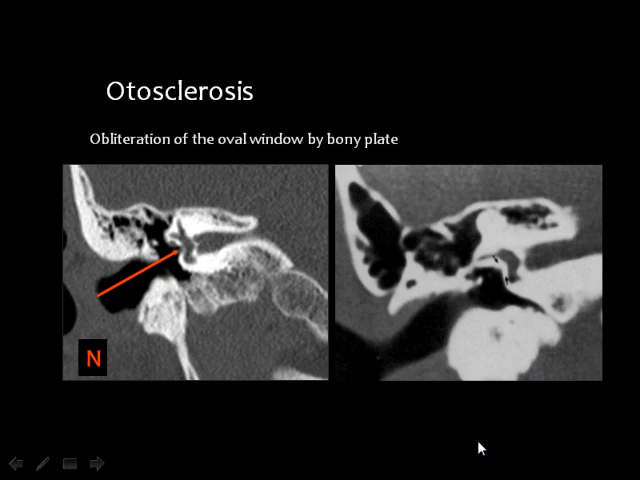 Otosclerosis
Obliteration of the oval window by bony plate
N